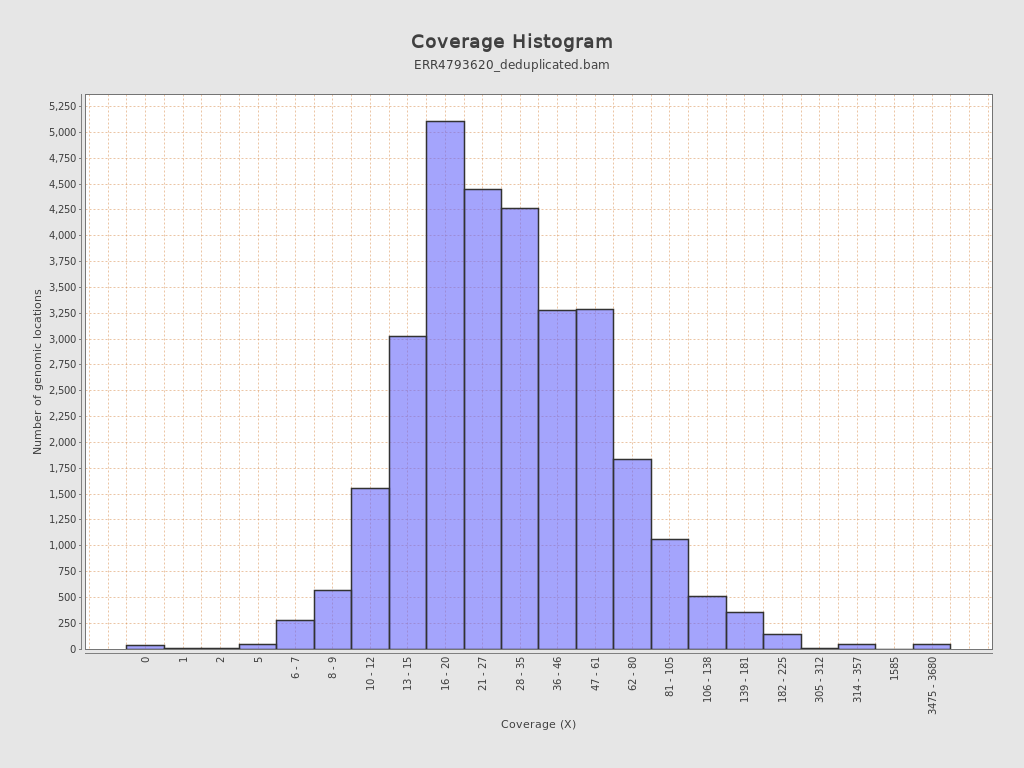 Coverage Histogram
ERR4793620_deduplicated.bam
Number of genomic locations
5,250
5,000
4,750
4,500
4,250
4,000
3,750
3,500
3,250
3,000
2,750
2,500
2,250
2,000
1,750
1,500
1,250
1,000
750
500
250
0
0
1
2
5
6 - 7
8 - 9
10 - 12
13 - 15
16 - 20
21 - 27
28 - 35
36 - 46
47 - 61
62 - 80
81 - 105
106 - 138
139 - 181
182 - 225
305 - 312
314 - 357
1585
3475 - 3680
Coverage (X)